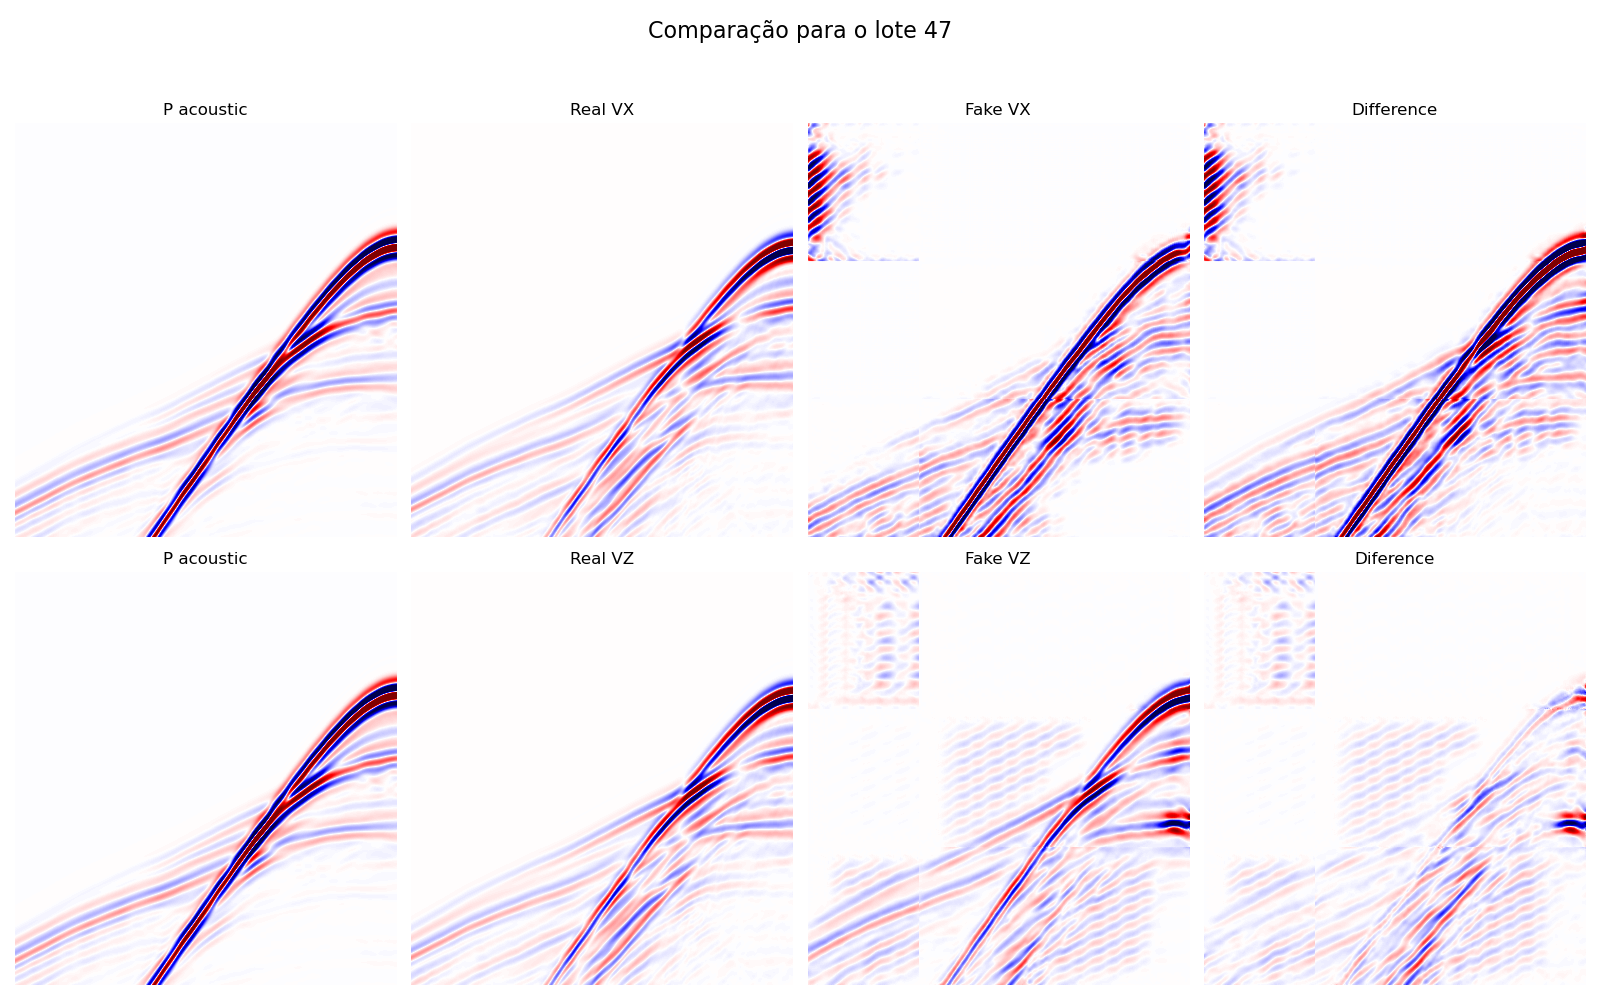 Comparação para o lote 47
P acoustic
Real VX
Fake VX
Difference
P acoustic
Real VZ
Fake VZ
Diference